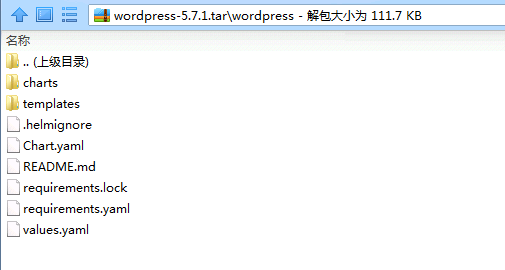 wordpress-5.7.1.tar\wordpress - 解包大小为 111.7 KB
名称
.. (上级目录)
charts
templates
.helmignore
Chart.yaml
README.md
requirements.lock
requirements.yaml
values.yaml